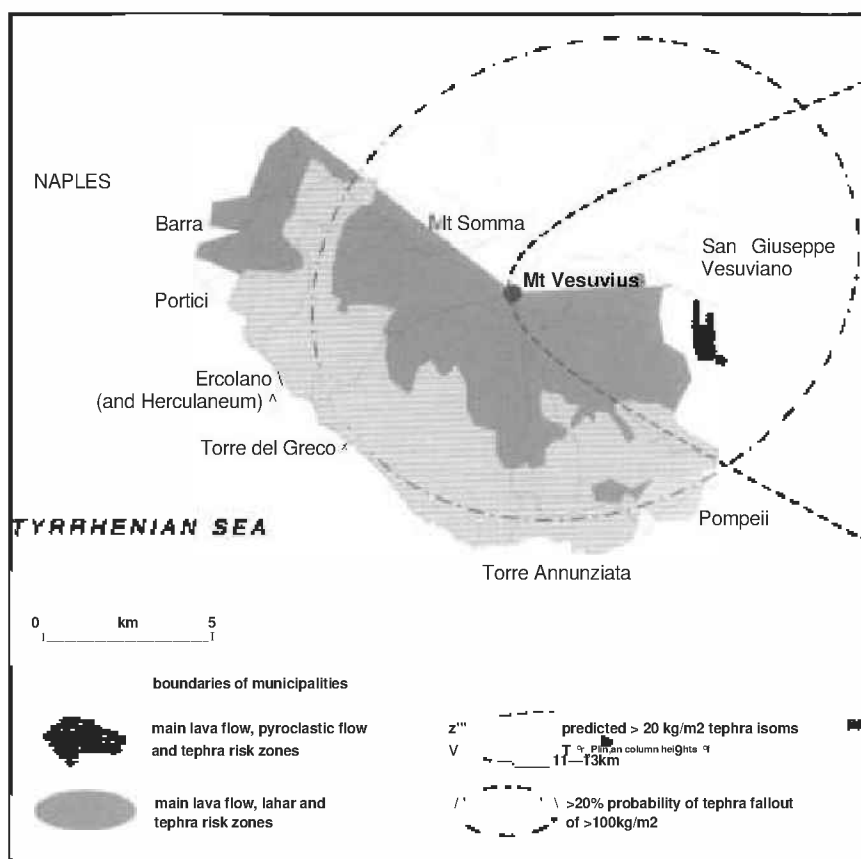 NAPLES
Barra
Mt Somma
San Giuseppe
Vesuviano
Mt Vesuvius
Portici
Ercolano
(and Herculaneum) ^
Torre del Greco
TYRRHENIAN SEA
Pompeii
Torre Annunziata
0 km 5
boundaries of municipalities
main lava flow, pyroclastic flow
and tephra risk zones
predicted > 20 kg/m2 tephra isoms
column heights
11—13km
main lava flow, lahar and
tephra risk zones
>20% probability of tephra fallout
of >100kg/m2